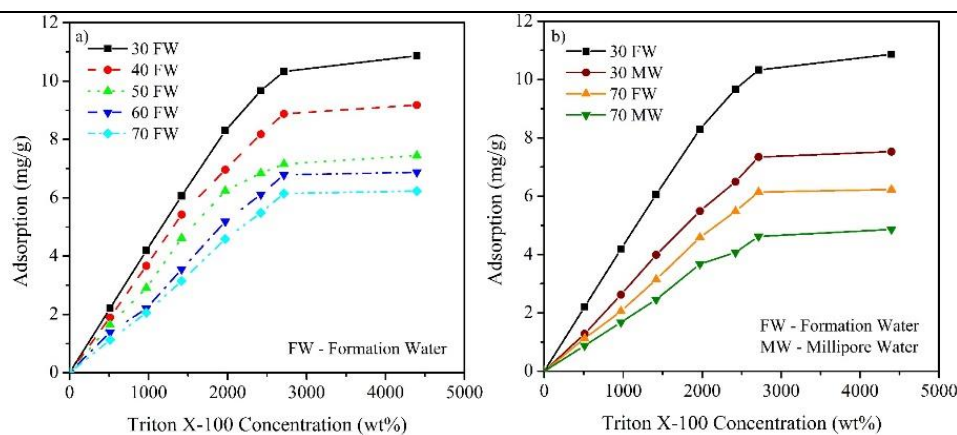 a)
30 FW
40 FW
50 FW
60 FW
70 FW
FW - Formation Water
Adsorption (mg/g)
12
10
8
6
4
2
0
0 1000 2000 3000 4000 5000
Triton X-100 Concentration (wt%)
b)
30 FW
30 MW
70 FW
70 MW
FW - Formation Water
MW - Millipore Water
Adsorption (mg/g)
12
10
8
6
4
2
0
0 1000 2000 3000 4000 5000
Triton X-100 Concentration (wt%)